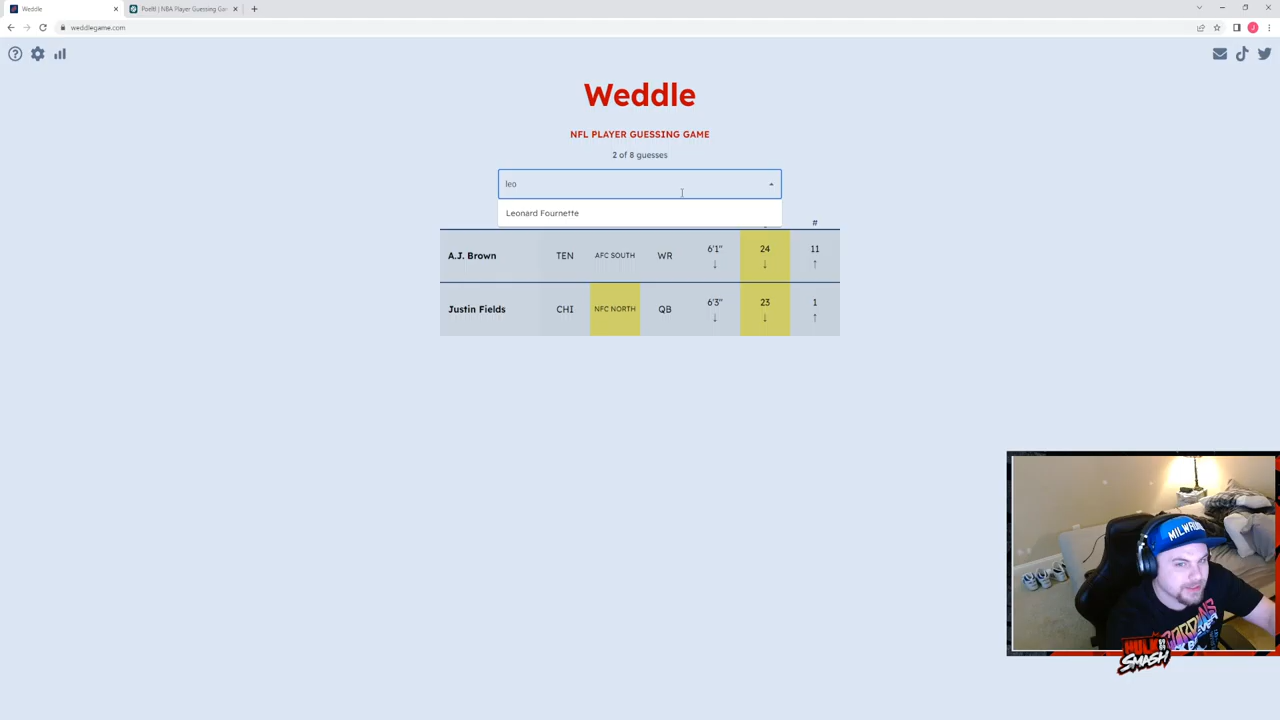 Weddle
Poeltl | NBA Player Guessing Ga
weddlegame.com
Weddle
NFL PLAYER GUESSING GAME
2 of 8 guesses
leo
Leonard Fournette
#
A.J. Brown TEN AFC SOUTH WR 6'1" ↓ 24 ↓ 11 ↑
Justin Fields CHI NFC NORTH QB 6'3" ↓ 23 ↓ 1 ↑
HULK
SMASH